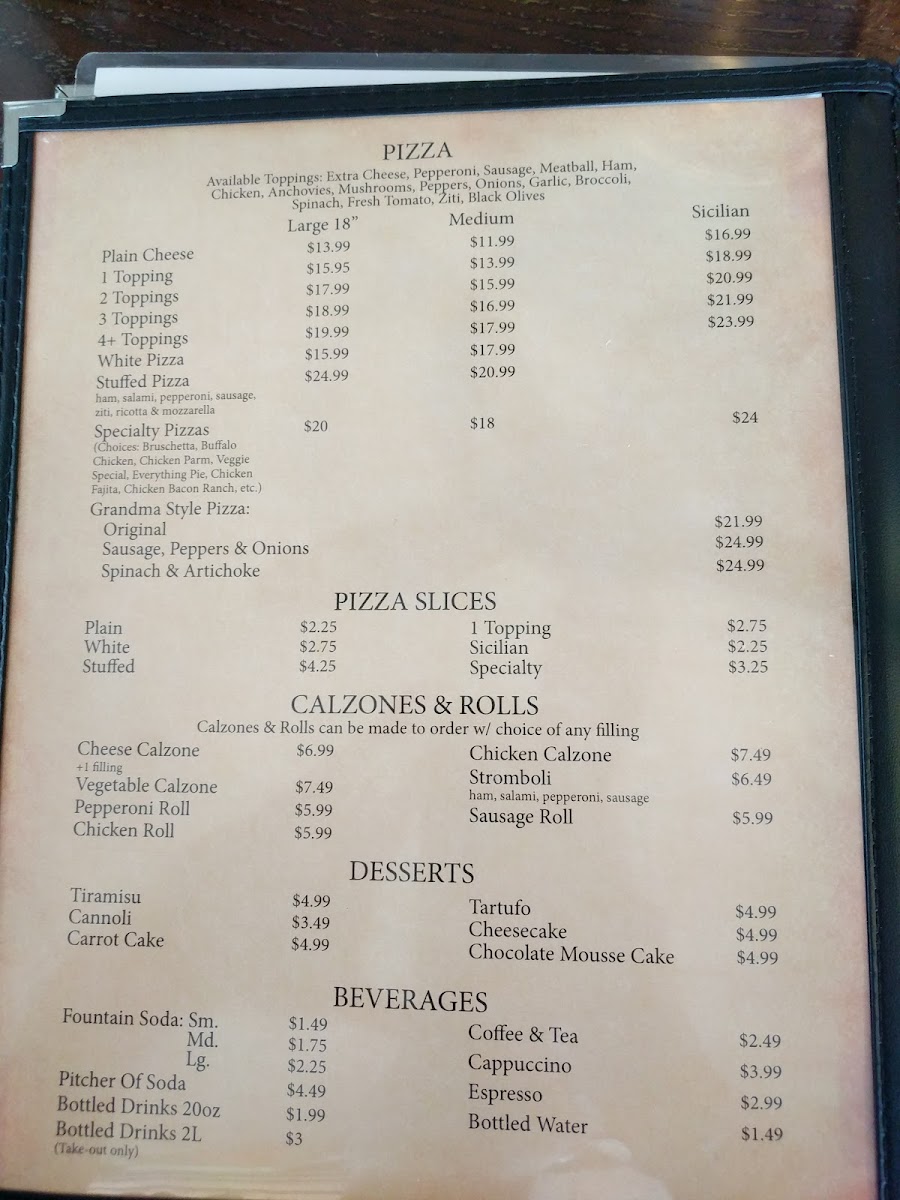 PIZZA
Available Toppings: Extra Cheese, Pepperoni, Sausage, Meatball, Ham,
Chicken, Anchovies, Mushrooms, Peppers, Onions, Garlic, Broccoli,
Spinach, Fresh Tomato, Ziti, Black Olives
Large 18” Medium Sicilian
Plain Cheese $13.99 $11.99 $16.99
1 Topping $15.95 $13.99 $18.99
2 Toppings $17.99 $15.99 $20.99
3 Toppings $18.99 $16.99 $21.99
4+ Toppings $19.99 $17.99 $23.99
White Pizza $15.99 $17.99
Stuffed Pizza $24.99 $20.99
ham, salami, pepperoni, sausage,
ziti, ricotta & mozzarella
Specialty Pizzas $20 $18 $24
(Choices: Bruschetta, Buffalo
Chicken, Chicken Parm, Veggie
Special, Everything Pie, Chicken
Fajita, Chicken Bacon Ranch, etc.)
Grandma Style Pizza:
Original $21.99
Sausage, Peppers & Onions $24.99
Spinach & Artichoke $24.99
PIZZA SLICES
Plain $2.25 1 Topping $2.75
White $2.75 Sicilian $2.25
Stuffed $4.25 Specialty $3.25
CALZONES & ROLLS
Calzones & Rolls can be made to order w/ choice of any filling
Cheese Calzone $6.99 Chicken Calzone $7.49
+1 filling
Vegetable Calzone $7.49 Stromboli $6.49
ham, salami, pepperoni, sausage
Pepperoni Roll $5.99 Sausage Roll $5.99
Chicken Roll $5.99
DESSERTS
Tiramisu $4.99 Tartufo $4.99
Cannoli $3.49 Cheesecake $4.99
Carrot Cake $4.99 Chocolate Mousse Cake $4.99
BEVERAGES
Fountain Soda: Sm. $1.49 Coffee & Tea $2.49
Md. $1.75 Cappuccino $3.99
Lg. $2.25 Espresso $2.99
Pitcher Of Soda $4.49 Bottled Water $1.49
Bottled Drinks 20oz $1.99
Bottled Drinks 2L $3
(Take-out only)